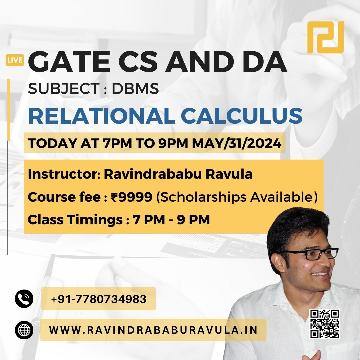 LIVE
GATE CS AND DA
SUBJECT : DBMS
RELATIONAL CALCULUS
TODAY AT 7PM TO 9PM MAY/31/2024
Instructor: Ravindrababu Ravula
Course fee : ₹9999 (Scholarships Available)
Class Timings : 7 PM - 9 PM
+91-7780734983
WWW.RAVINDRABABURAVULA.IN